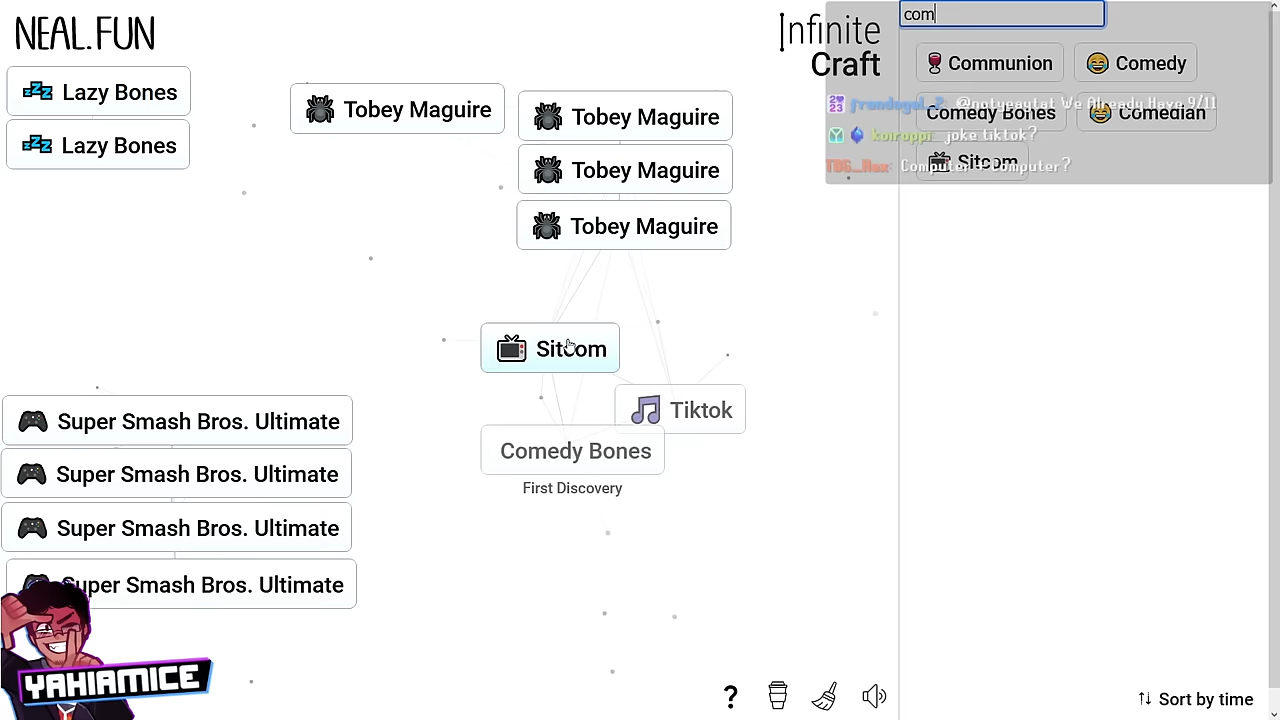 NEAL.FUN
Lazy Bones
Lazy Bones
Tobey Maguire
Tobey Maguire
Tobey Maguire
Tobey Maguire
Infinite
Craft
com
Communion
Comedy
frandogal_2: @notyeaytat We Already Have 9/11
Comedy Bones
Comedian
koiroppi: joke tiktok?
Sitcom
Computer + Computer?
Sitcom
Tiktok
Comedy Bones
First Discovery
Super Smash Bros. Ultimate
Super Smash Bros. Ultimate
Super Smash Bros. Ultimate
Super Smash Bros. Ultimate
YAHIAMICE
? Sort by time